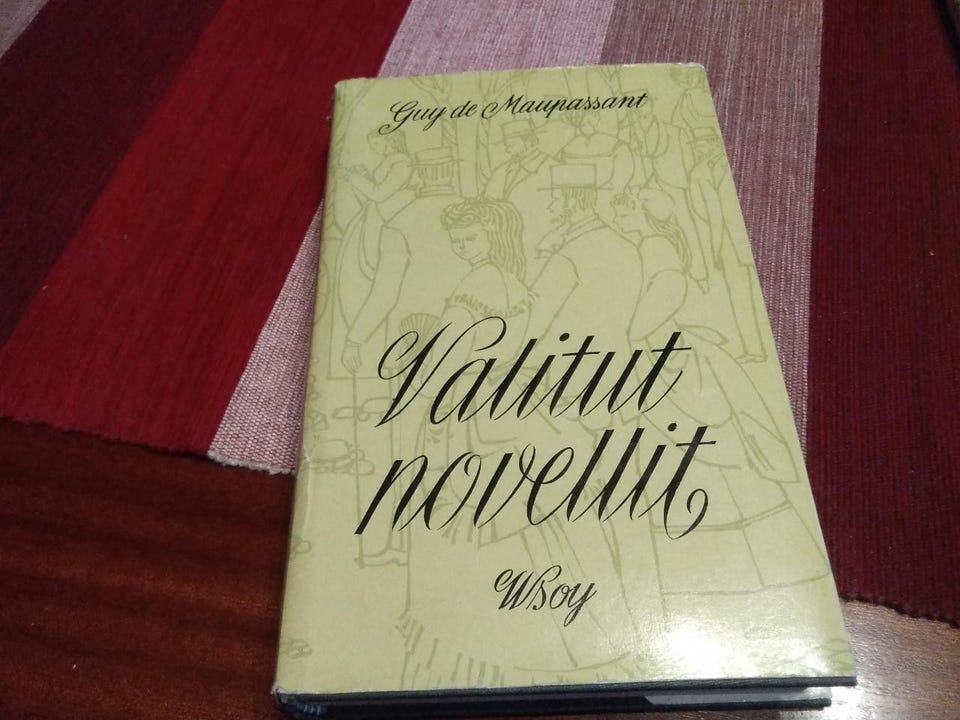 Guy de Maupassant
Valitut
novellit
WSoy